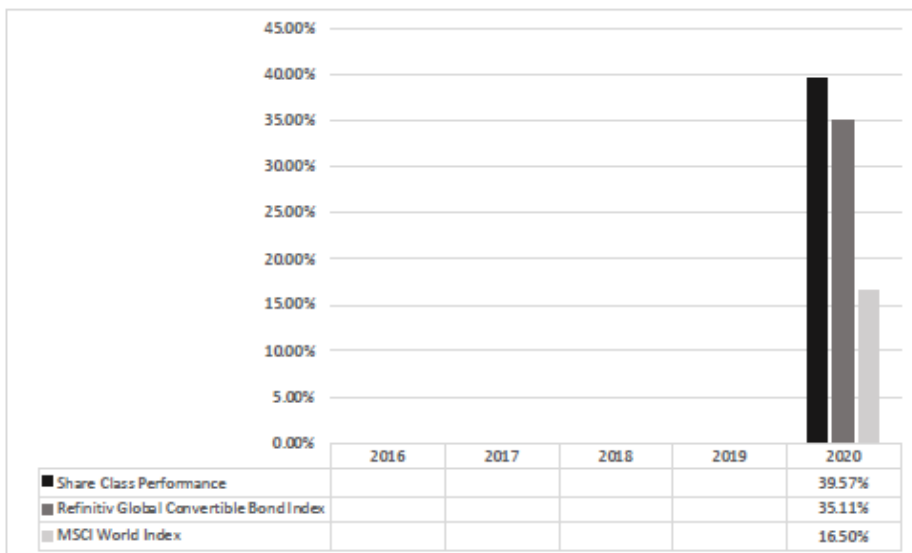 45.00%
40.00%
35.00%
30.00%
25.00%
20.00%
15.00%
10.00%
5.00%
0.00%
2016 2017 2018 2019 2020
Share Class Performance 39.57%
Refinitiv Global Convertible Bond Index 35.11%
MSCI World Index 16.50%